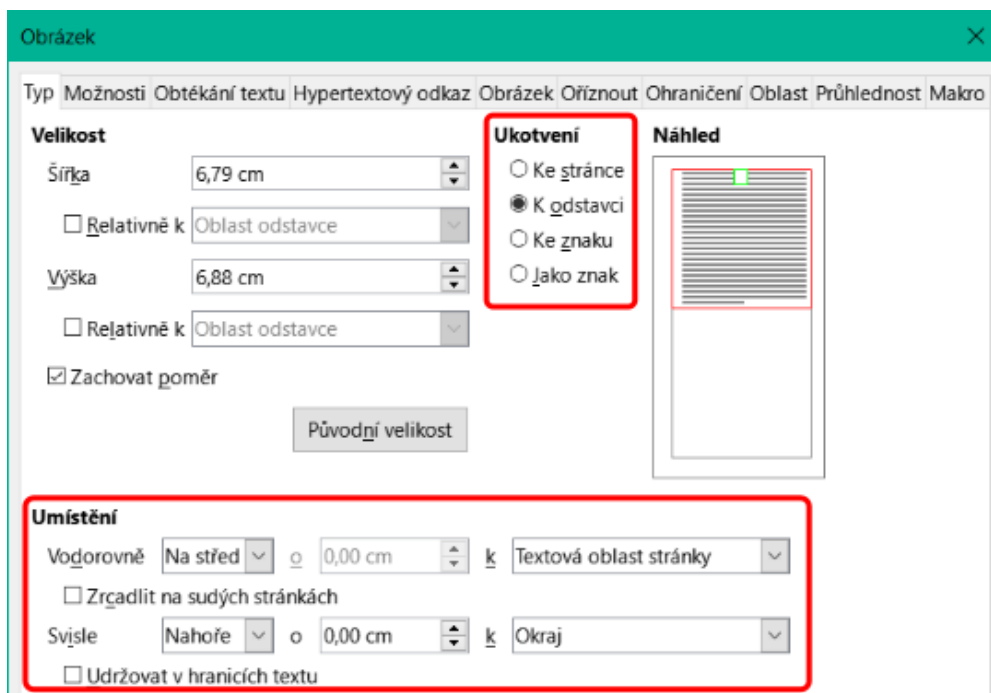 Obrázek
Typ Možnosti Obtékání textu Hypertextový odkaz Obrázek Oříznout Ohraničení Oblast Průhlednost Makro
Velikost
Šířka 6,79 cm
Relativně k Oblast odstavce
Výška 6,88 cm
Relativně k Oblast odstavce
Zachovat poměr
Původní velikost
Ukotvení
Ke stránce
K odstavci
Ke znaku
Jako znak
Náhled
Umístění
Vodorovně Na střed o 0,00 cm k Textová oblast stránky
Zrcadlit na sudých stránkách
Svisle Nahoře o 0,00 cm k Okraj
Udržovat v hranicích textu